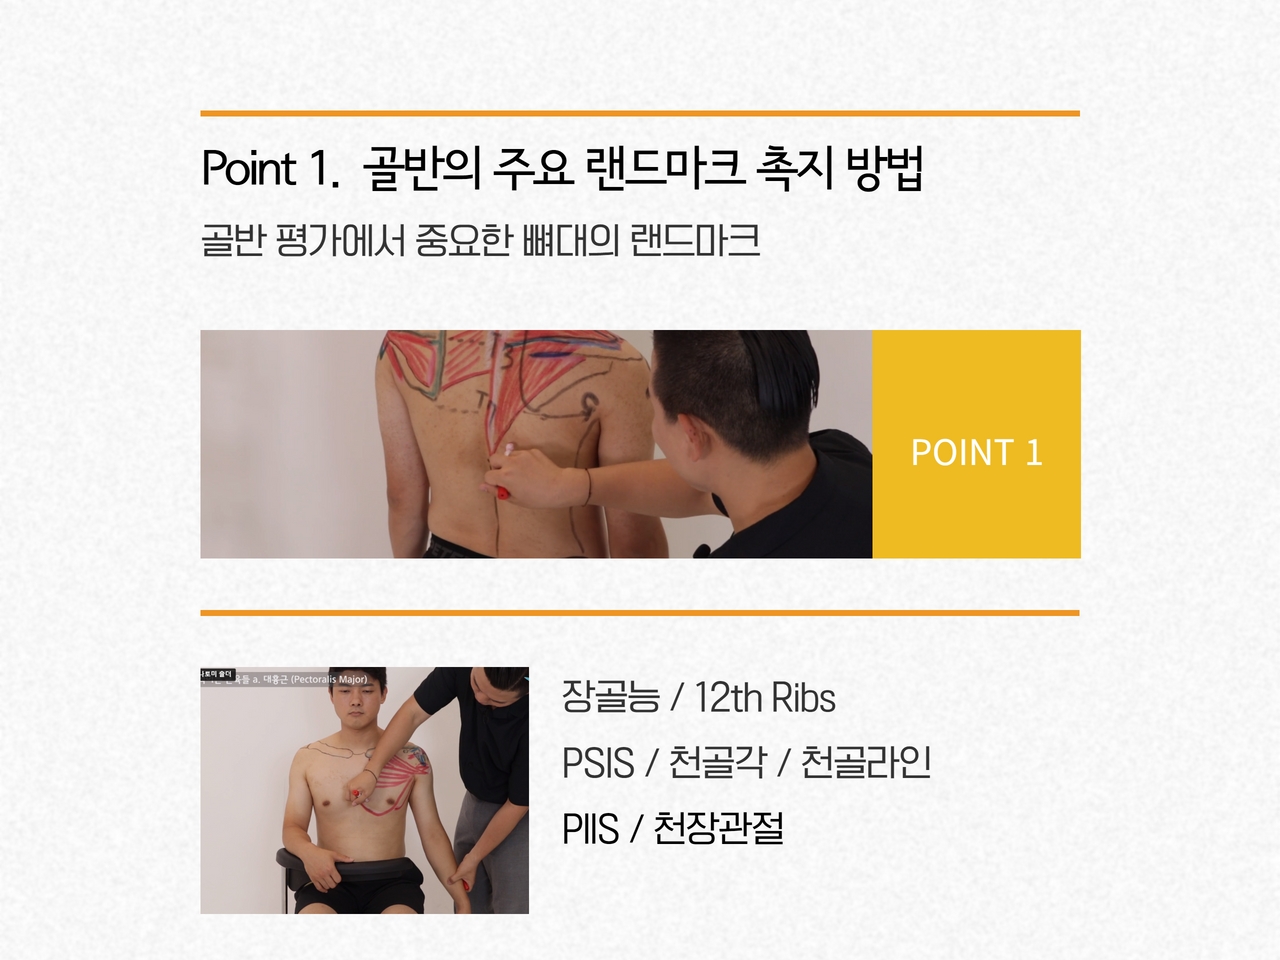 Point 1. 골반의 주요 랜드마크 촉지 방법
골반 평가에서 중요한 뼈대의 랜드마크
POINT 1
a. 대흉근 (Pectoralis Major)
장골능 / 12th Ribs
PSIS / 천골각 / 천골라인
PIIS / 천장관절